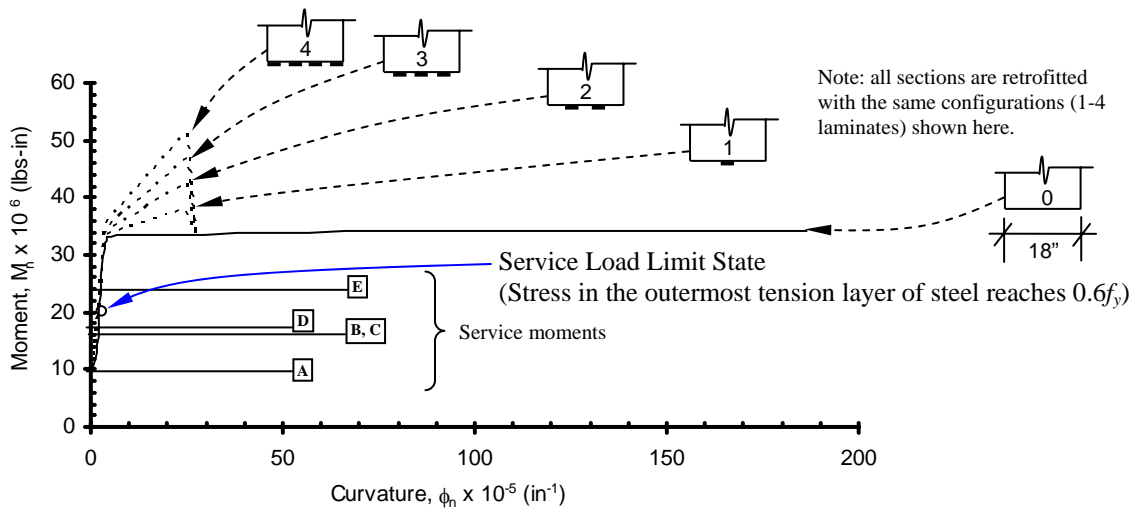 4
3
2
1
0
18"
Note: all sections are retrofitted
with the same configurations (1-4
laminates) shown here.
60
50
40
30
20
10
0
Moment, Mn x 10 6 (lbs-in)
Service Load Limit State
(Stress in the outermost tension layer of steel reaches 0.6fy)
E
D
B, C
A
Service moments
0
50
100
150
200
Curvature, ϕn x 10-5 (in-1)